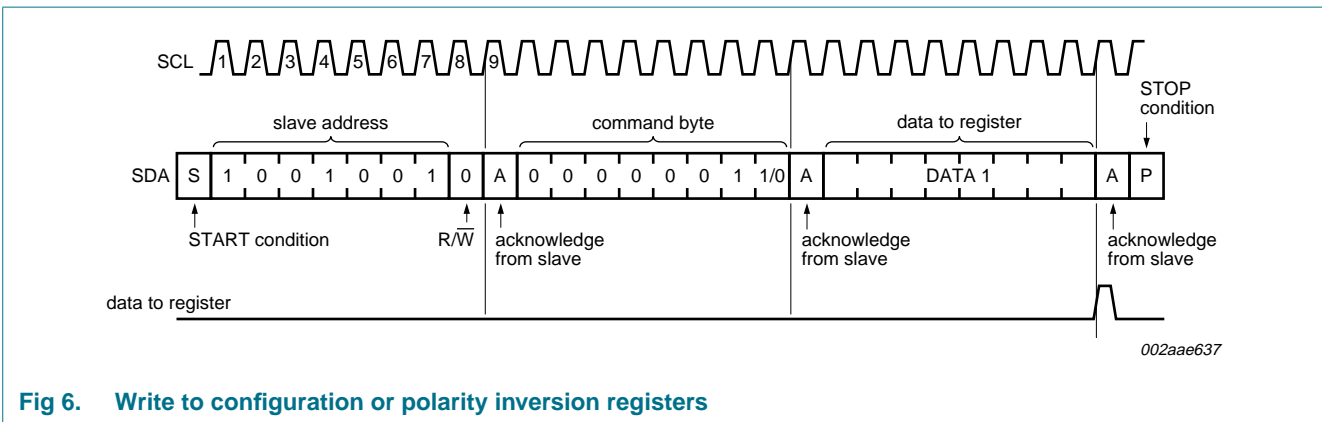 SCL 1 2 3 4 5 6 7 8 9
STOP
condition
slave address command byte data to register
SDA S 1 0 0 1 0 0 1 0 A 0 0 0 0 0 0 1 1/0 A DATA 1 A P
START condition R/W̅ acknowledge
from slave acknowledge
from slave acknowledge
from slave
data to register
002aae637
Fig 6. Write to configuration or polarity inversion registers